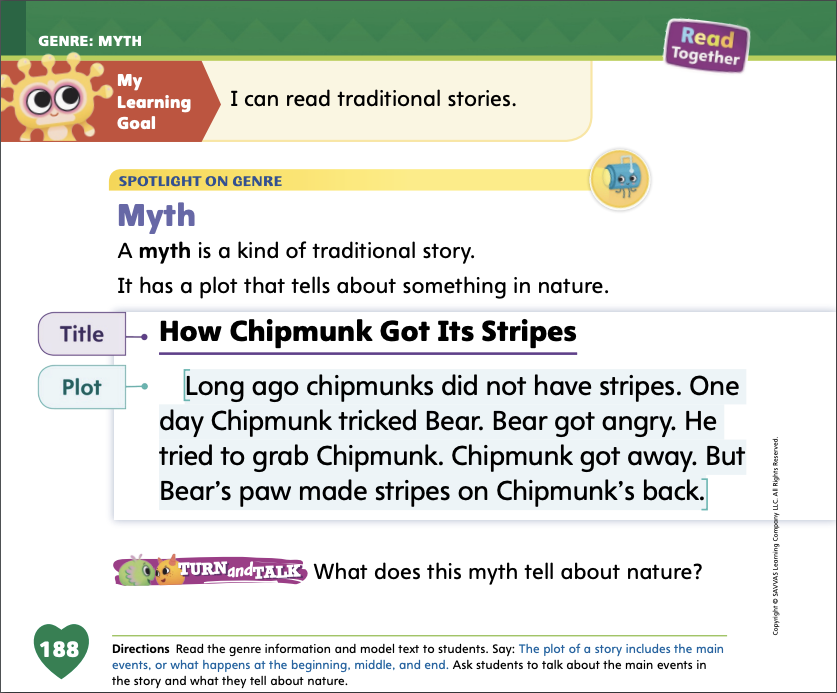 GENRE: MYTH
Read
Together
My
Learning
Goal
I can read traditional stories.
SPOTLIGHT ON GENRE
Myth
A myth is a kind of traditional story.
It has a plot that tells about something in nature.
Title
How Chipmunk Got Its Stripes
Plot
Long ago chipmunks did not have stripes. One
day Chipmunk tricked Bear. Bear got angry. He
tried to grab Chipmunk. Chipmunk got away. But
Bear’s paw made stripes on Chipmunk’s back.
TURN and TALK What does this myth tell about nature?
Copyright © SAVVAS Learning Company LLC. All Rights Reserved.
188
Directions Read the genre information and model text to students. Say: The plot of a story includes the main
events, or what happens at the beginning, middle, and end. Ask students to talk about the main events in
the story and what they tell about nature.